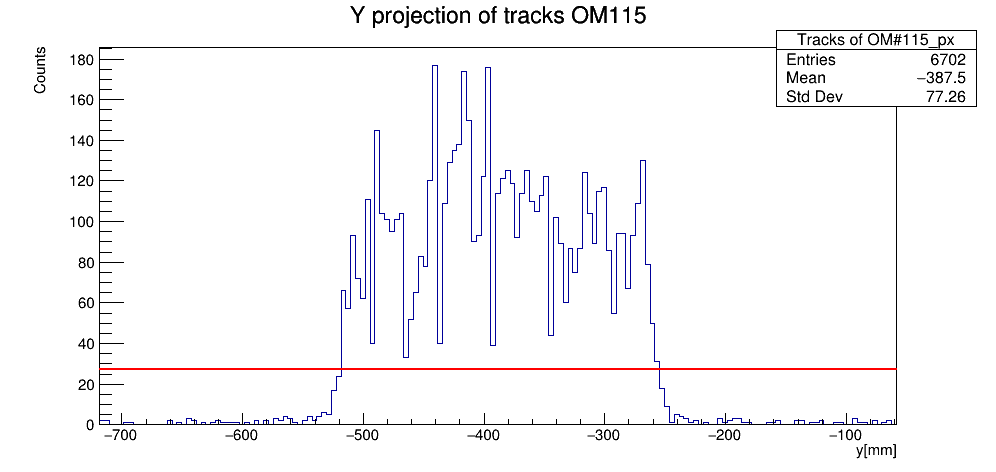 Y projection of tracks OM115
Counts
Tracks of OM#115_px
Entries 6702
Mean −387.5
Std Dev 77.26
180
160
140
120
100
80
60
40
20
0
−700 −600 −500 −400 −300 −200 −100
y[mm]